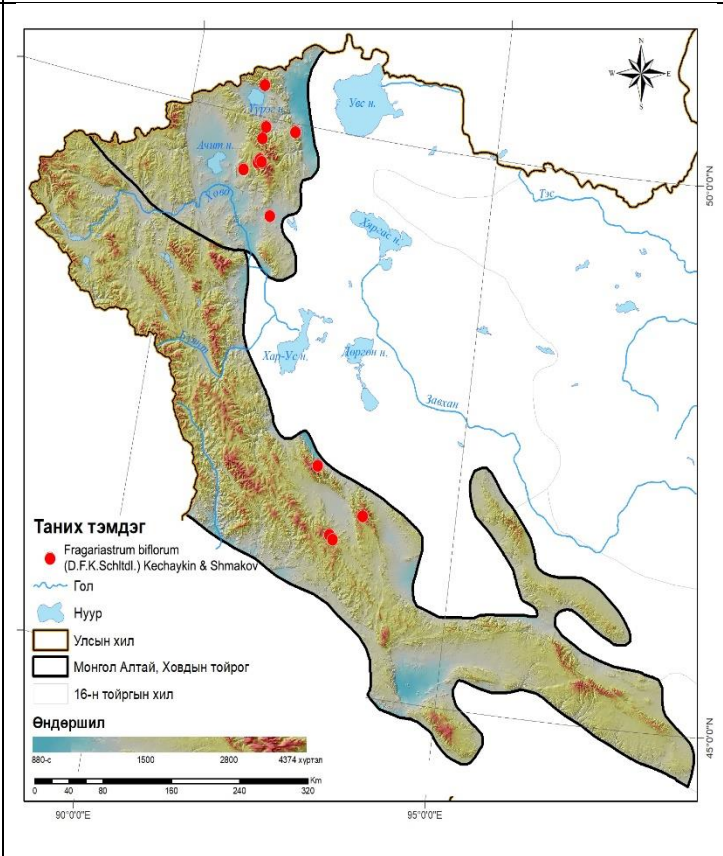 N
W
E
S
Увс н.
Үүрэг н.
Ачит н.
50°0'0"N
Ховд
Тэс
Хяргас н.
Буянт
Хар-Ус н.
Дөргөн н.
Завхан
Таних тэмдэг
Fragariastrum biflorum
(D.F.K.Schltdl.) Kechaykin & Shmakov
Гол
Нуур
Улсын хил
Монгол Алтай, Ховдын тойрог
16-н тойргын хил
Өндөршил
880-с 1500 2800 4374 хүртэл
Km
0 40 80 160 240 320
45°0'0"N
90°0'0"E 95°0'0"E